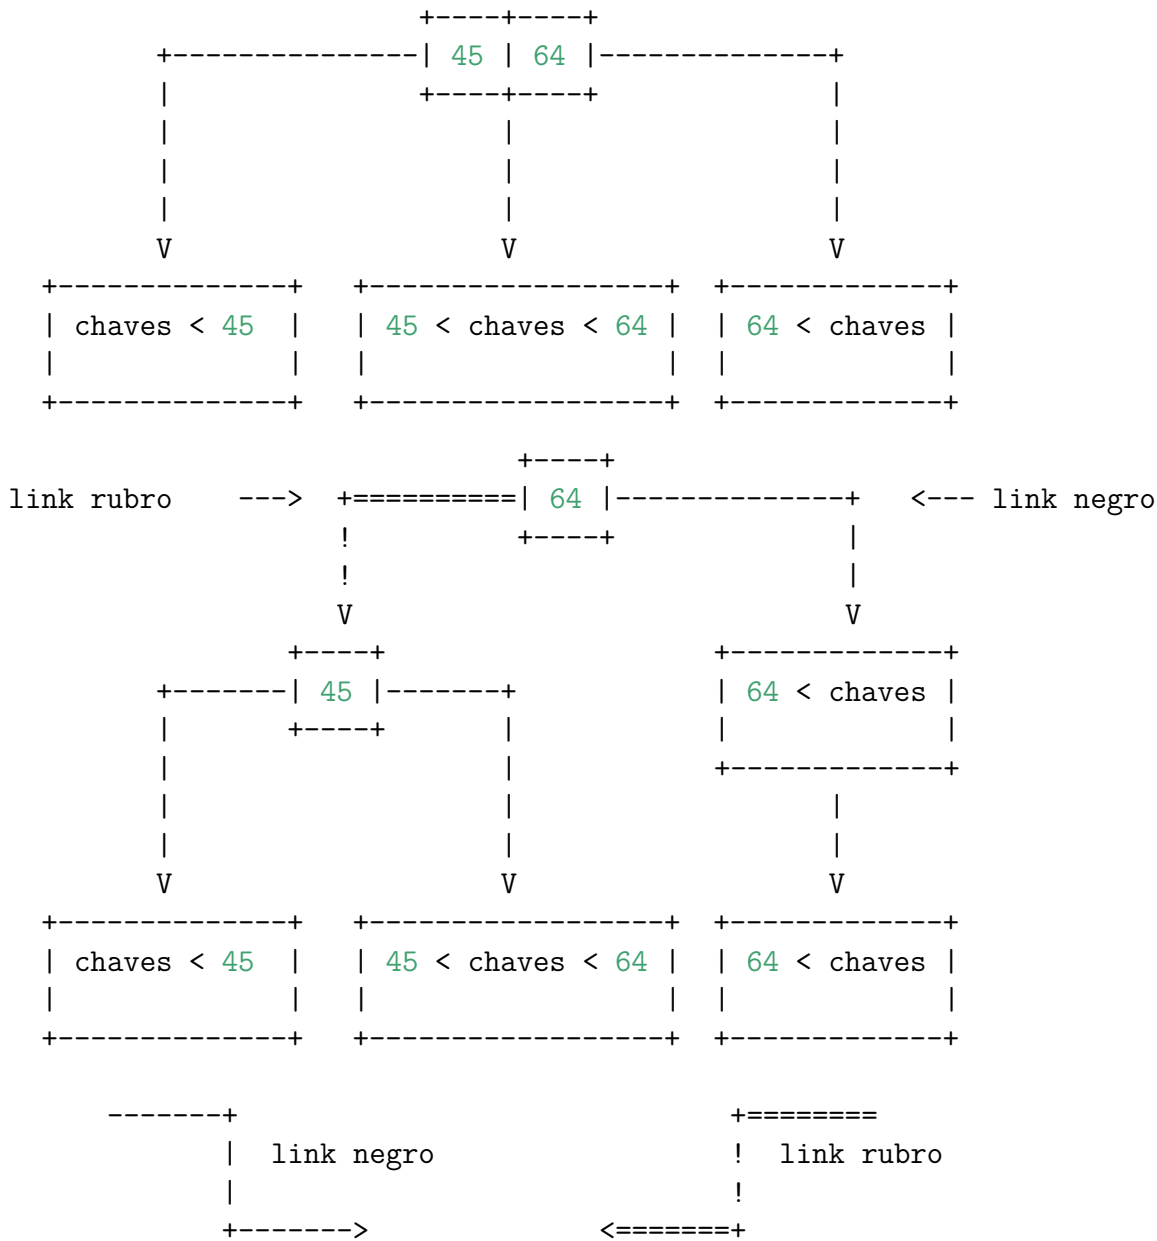 45 | 64
chaves < 45 45 < chaves < 64 64 < chaves
link rubro ---> 64 <--- link negro
45 64 < chaves
chaves < 45 45 < chaves < 64 64 < chaves
link negro link rubro